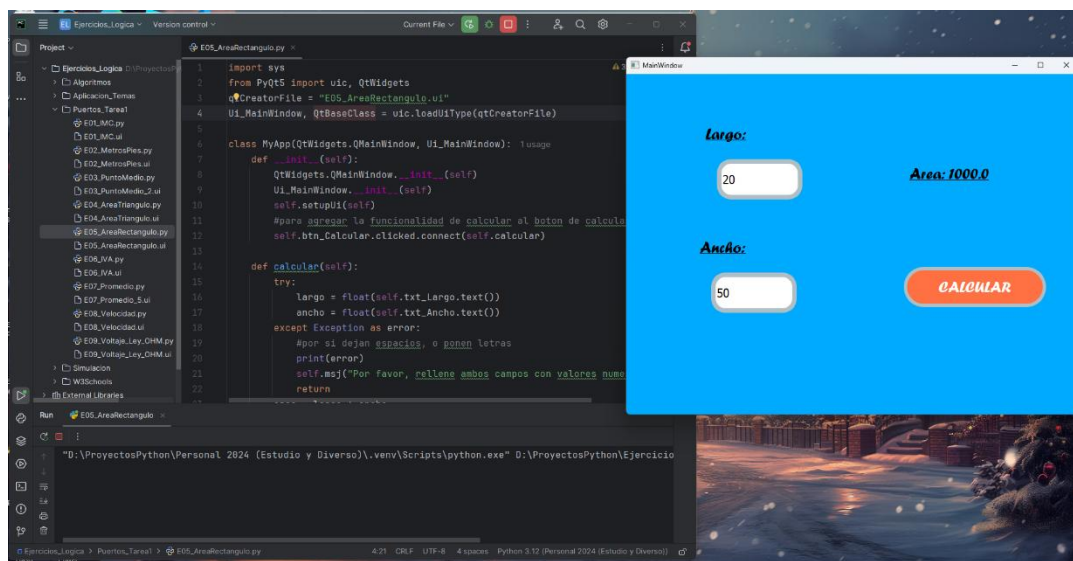 EL Ejercicios_Logica Version control
Current File
Project
E05_AreaRectangulo.py
Ejercicios_Logica D:\ProyectosP
Algoritmos
Aplicacion_Temas
Puertos_Tarea1
E01_IMC.py
E01_IMC.ui
E02_MetrosPies.py
E02_MetrosPies.ui
E03_PuntoMedio.py
E03_PuntoMedio_2.ui
E04_AreaTriangulo.py
E04_AreaTriangulo.ui
E05_AreaRectangulo.py
E05_AreaRectangulo.ui
E06_IVA.py
E06_IVA.ui
E07_Promedio.py
E07_Promedio_5.ui
E08_Velocidad.py
E08_Velocidad.ui
E09_Voltaje_Ley_OHM.py
E09_Voltaje_Ley_OHM.ui
Simulacion
W3Schools
External Libraries
1 import sys
2 from PyQt5 import uic, QtWidgets
3 qtCreatorFile = "E05_AreaRectangulo.ui"
4 Ui_MainWindow, QtBaseClass = uic.loadUiType(qtCreatorFile)
5
6 class MyApp(QtWidgets.QMainWindow, Ui_MainWindow): 1 usage
7 def __init__(self):
8 QtWidgets.QMainWindow.__init__(self)
9 Ui_MainWindow.__init__(self)
10 self.setupUi(self)
11 #para agregar la funcionalidad de calcular al boton de calcula
12 self.btn_Calcular.clicked.connect(self.calcular)
13
14 def calcular(self):
15 try:
16 largo = float(self.txt_Largo.text())
17 ancho = float(self.txt_Ancho.text())
18 except Exception as error:
19 #por si dejan espacios, o ponen letras
20 print(error)
21 self.msj("Por favor, rellene ambos campos con valores nume
22 return
MainWindow
Largo:
20
Area: 1000.0
Ancho:
50
CALCULAR
Run E05_AreaRectangulo
"D:\ProyectosPython\Personal 2024 (Estudio y Diverso)\.venv\Scripts\python.exe" D:\ProyectosPython\Ejercicio
Ejercicios_Logica > Puertos_Tarea1 > E05_AreaRectangulo.py
4:21 CRLF UTF-8 4 spaces Python 3.12 (Personal 2024 (Estudio y Diverso))